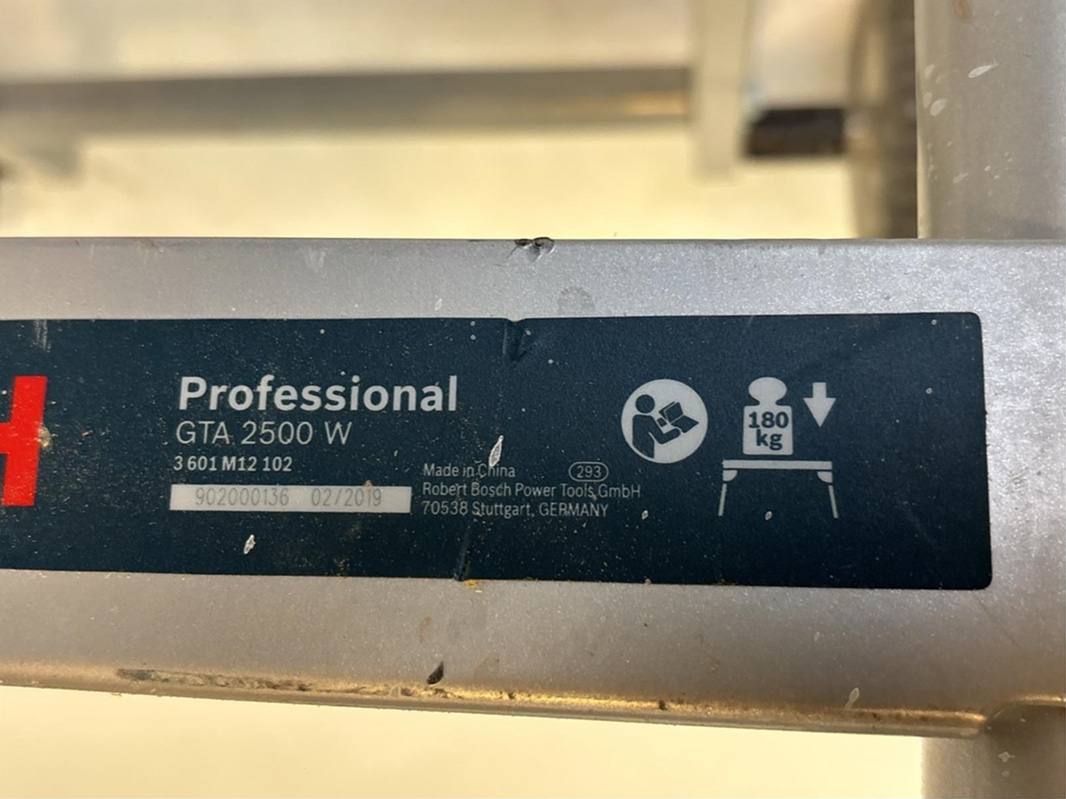 H
Professional
GTA 2500 W
3 601 M12 102
902000136 02/2019
Made in China 293
Robert Bosch Power Tools GmbH
70538 Stuttgart, GERMANY
180
kg